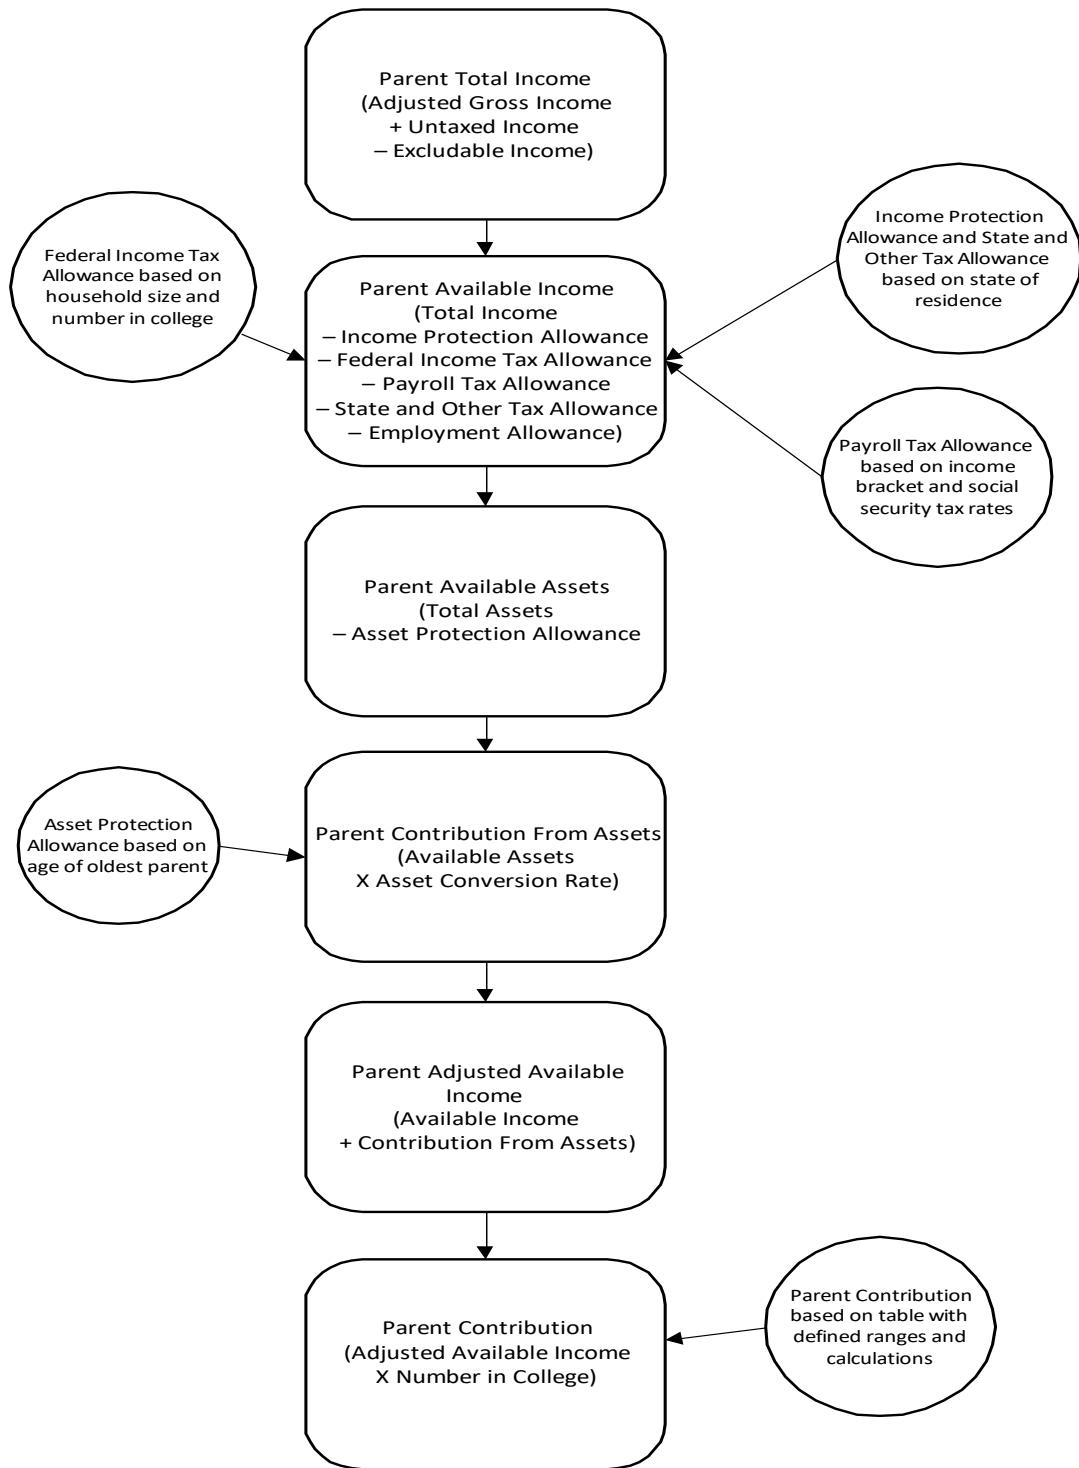 Parent Total Income
(Adjusted Gross Income
+ Untaxed Income
– Excludable Income)
Federal Income Tax
Allowance based on
household size and
number in college
Income Protection
Allowance and State and
Other Tax Allowance
based on state of
residence
Parent Available Income
(Total Income
– Income Protection Allowance
– Federal Income Tax Allowance
– Payroll Tax Allowance
– State and Other Tax Allowance
– Employment Allowance)
Payroll Tax Allowance
based on income
bracket and social
security tax rates
Parent Available Assets
(Total Assets
– Asset Protection Allowance
Asset Protection
Allowance based on
age of oldest parent
Parent Contribution From Assets
(Available Assets
X Asset Conversion Rate)
Parent Adjusted Available
Income
(Available Income
+ Contribution From Assets)
Parent Contribution
(Adjusted Available Income
X Number in College)
Parent Contribution
based on table with
defined ranges and
calculations